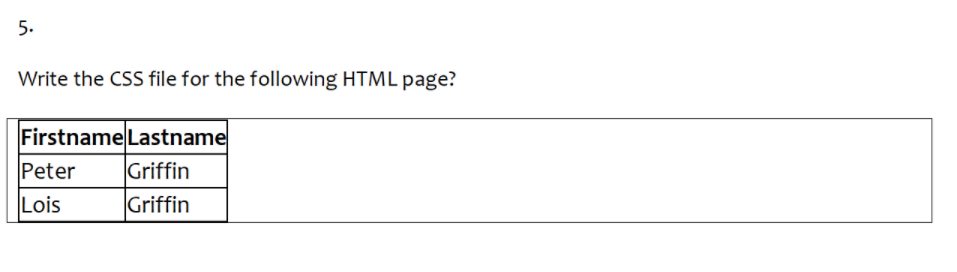 5.
Write the CSS file for the following HTML page?
Firstname Lastname
Peter Griffin
Lois Griffin